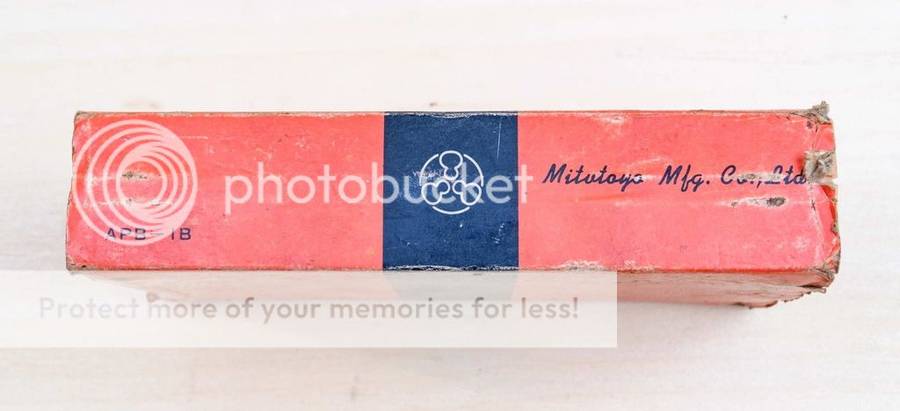 photobucket
Mitutoyo Mfg. Co., Ltd.
APB-1B
Protect more of your memories for less!